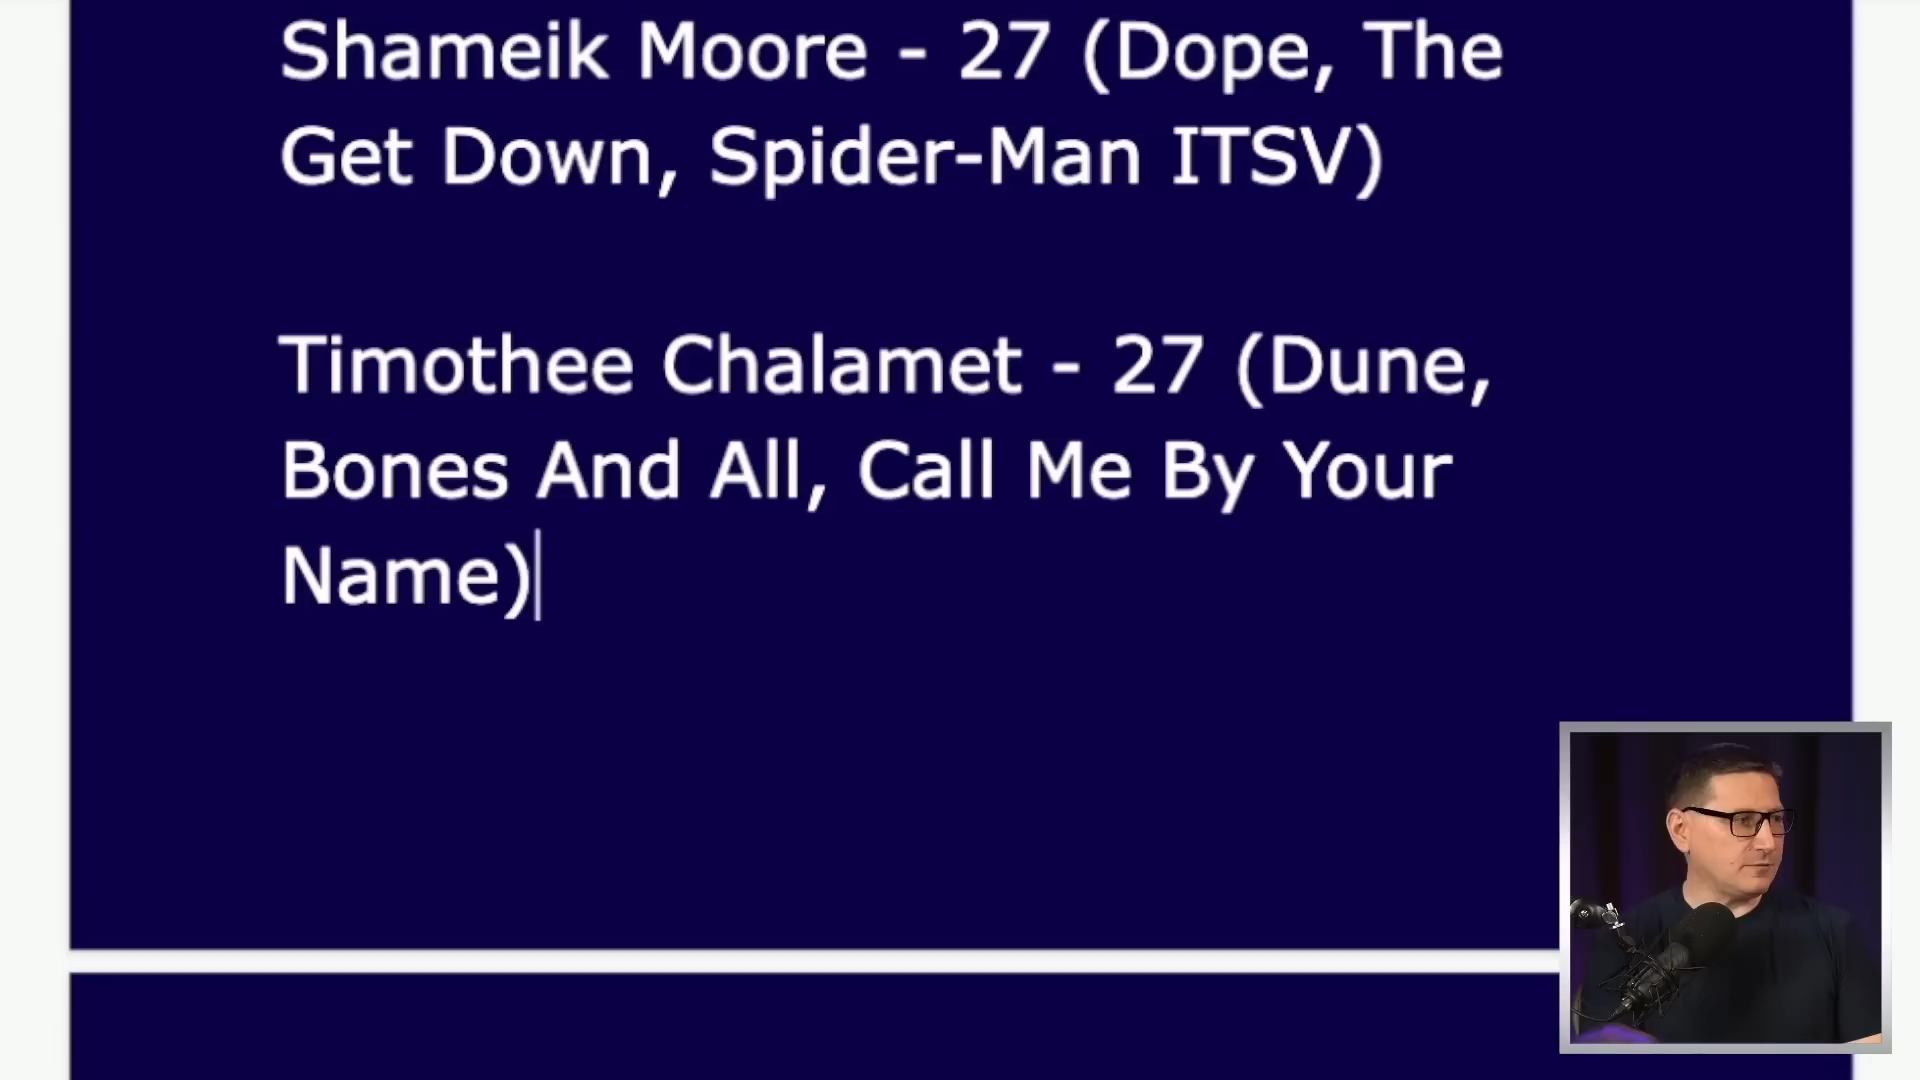 Shameik Moore - 27 (Dope, The
Get Down, Spider-Man ITSV)
Timothee Chalamet - 27 (Dune,
Bones And All, Call Me By Your
Name)